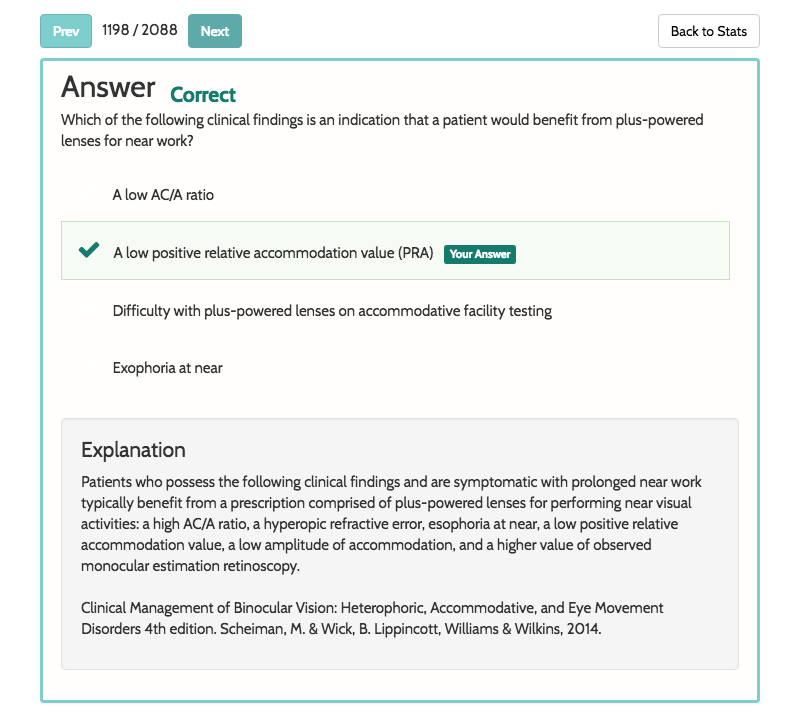 Prev 1198 / 2088 Next Back to Stats
Answer Correct
Which of the following clinical findings is an indication that a patient would benefit from plus-powered
lenses for near work?
A low AC/A ratio
A low positive relative accommodation value (PRA) Your Answer
Difficulty with plus-powered lenses on accommodative facility testing
Exophoria at near
Explanation
Patients who possess the following clinical findings and are symptomatic with prolonged near work
typically benefit from a prescription comprised of plus-powered lenses for performing near visual
activities: a high AC/A ratio, a hyperopic refractive error, esophoria at near, a low positive relative
accommodation value, a low amplitude of accommodation, and a higher value of observed
monocular estimation retinoscopy.
Clinical Management of Binocular Vision: Heterophoric, Accommodative, and Eye Movement
Disorders 4th edition. Scheiman, M. & Wick, B. Lippincott, Williams & Wilkins, 2014.